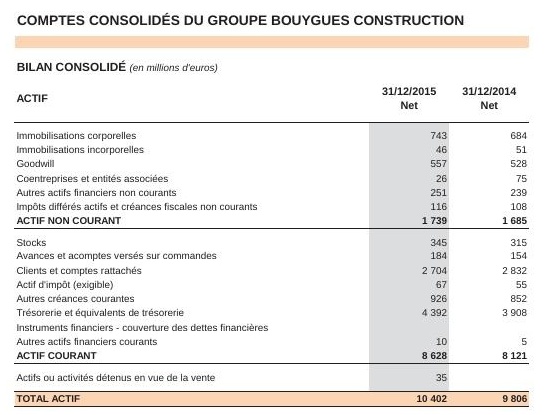 COMPTES CONSOLIDÉS DU GROUPE BOUYGUES CONSTRUCTION
BILAN CONSOLIDÉ (en millions d'euros)
ACTIF 31/12/2015 Net 31/12/2014 Net
Immobilisations corporelles 743 684
Immobilisations incorporelles 46 51
Goodwill 557 528
Coentreprises et entités associées 26 75
Autres actifs financiers non courants 251 239
Impôts différés actifs et créances fiscales non courants 116 108
ACTIF NON COURANT 1 739 1 685
Stocks 345 315
Avances et acomptes versés sur commandes 184 154
Clients et comptes rattachés 2 704 2 832
Actif d'impôt (exigible) 67 55
Autres créances courantes 926 852
Trésorerie et équivalents de trésorerie 4 392 3 908
Instruments financiers - couverture des dettes financières
Autres actifs financiers courants 10 5
ACTIF COURANT 8 628 8 121
Actifs ou activités détenus en vue de la vente 35
TOTAL ACTIF 10 402 9 806